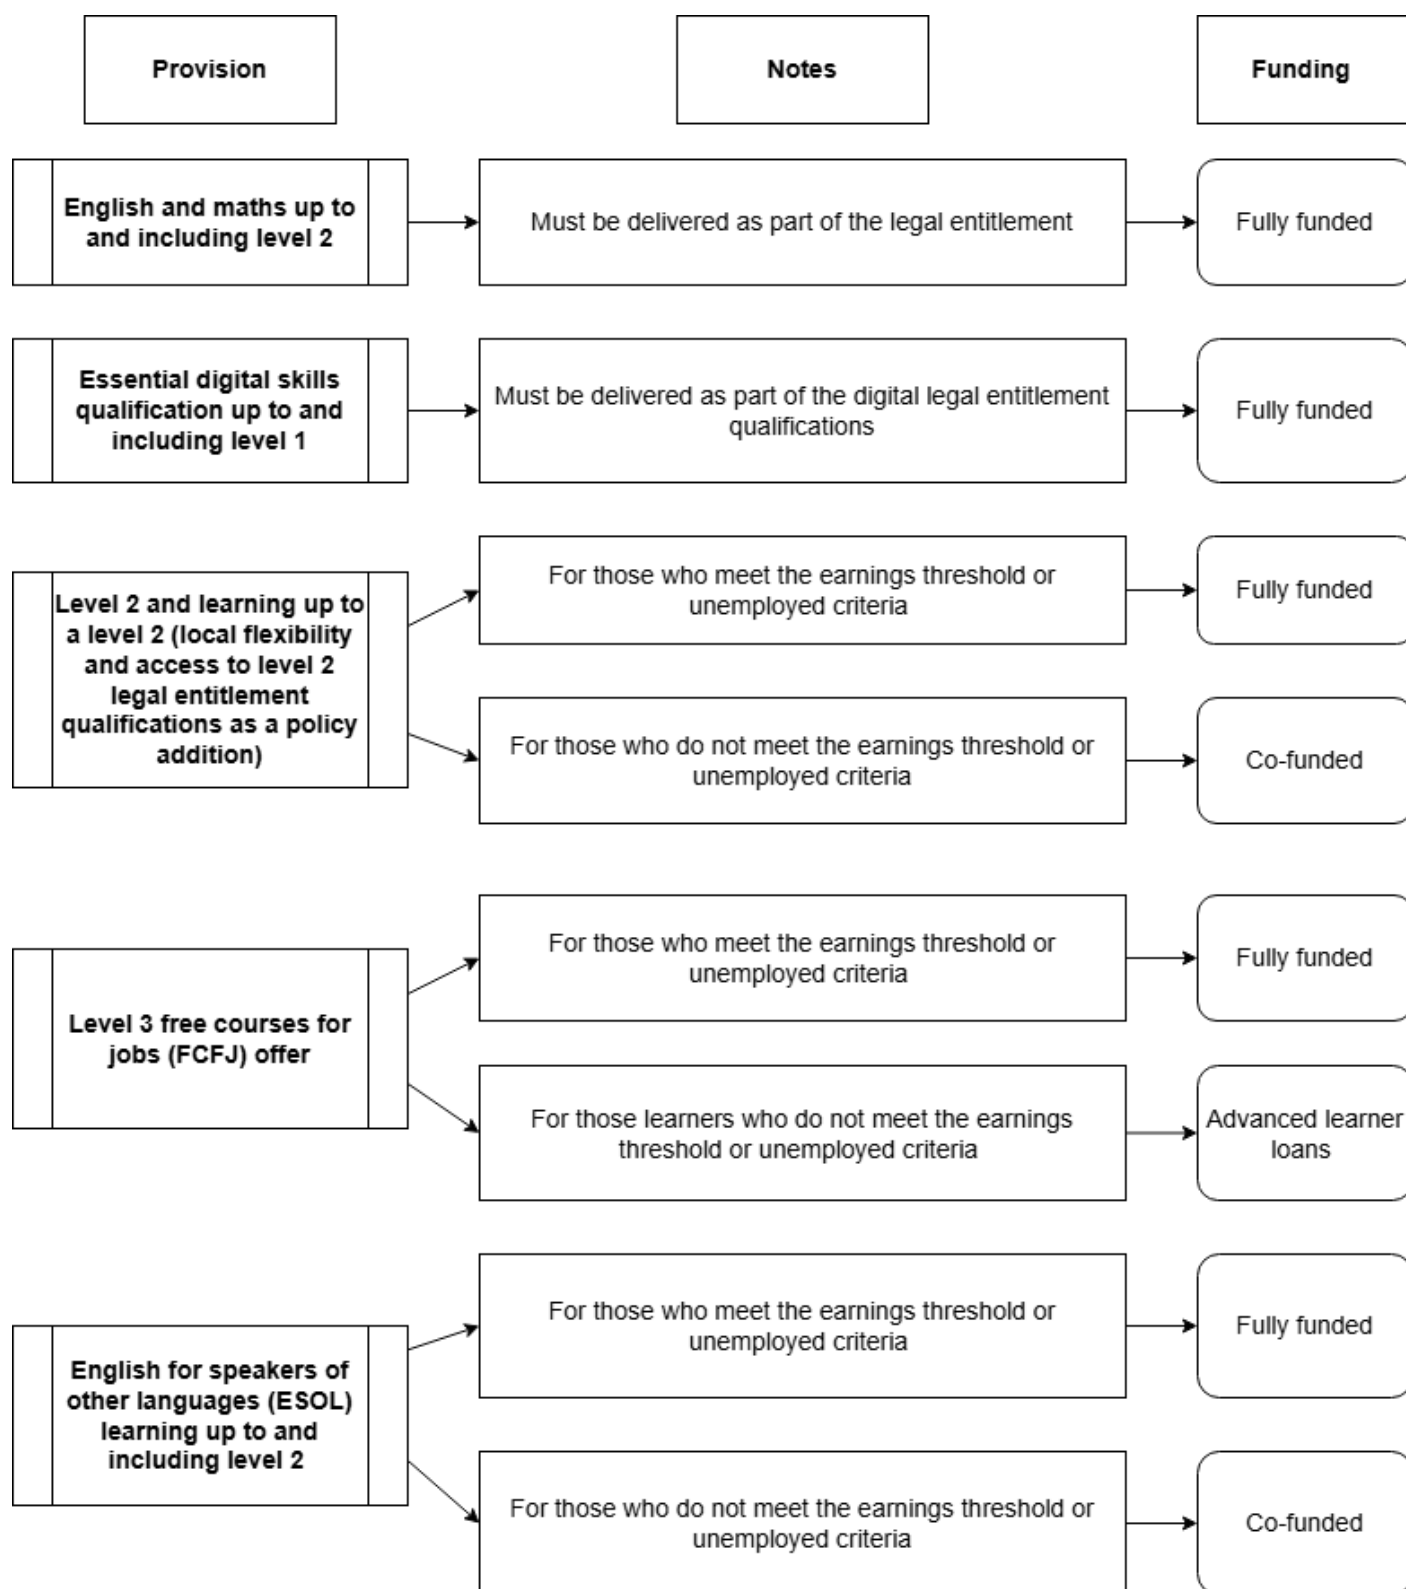 Provision
Notes
Funding
English and maths up to
and including level 2
Must be delivered as part of the legal entitlement
Fully funded
Essential digital skills
qualification up to and
including level 1
Must be delivered as part of the digital legal entitlement
qualifications
Fully funded
Level 2 and learning up to
a level 2 (local flexibility
and access to level 2
legal entitlement
qualifications as a policy
addition)
For those who meet the earnings threshold or
unemployed criteria
Fully funded
For those who do not meet the earnings threshold or
unemployed criteria
Co-funded
Level 3 free courses for
jobs (FCFJ) offer
For those who meet the earnings threshold or
unemployed criteria
Fully funded
For those learners who do not meet the earnings
threshold or unemployed criteria
Advanced learner
loans
English for speakers of
other languages (ESOL)
learning up to and
including level 2
For those who meet the earnings threshold or
unemployed criteria
Fully funded
For those who do not meet the earnings threshold or
unemployed criteria
Co-funded